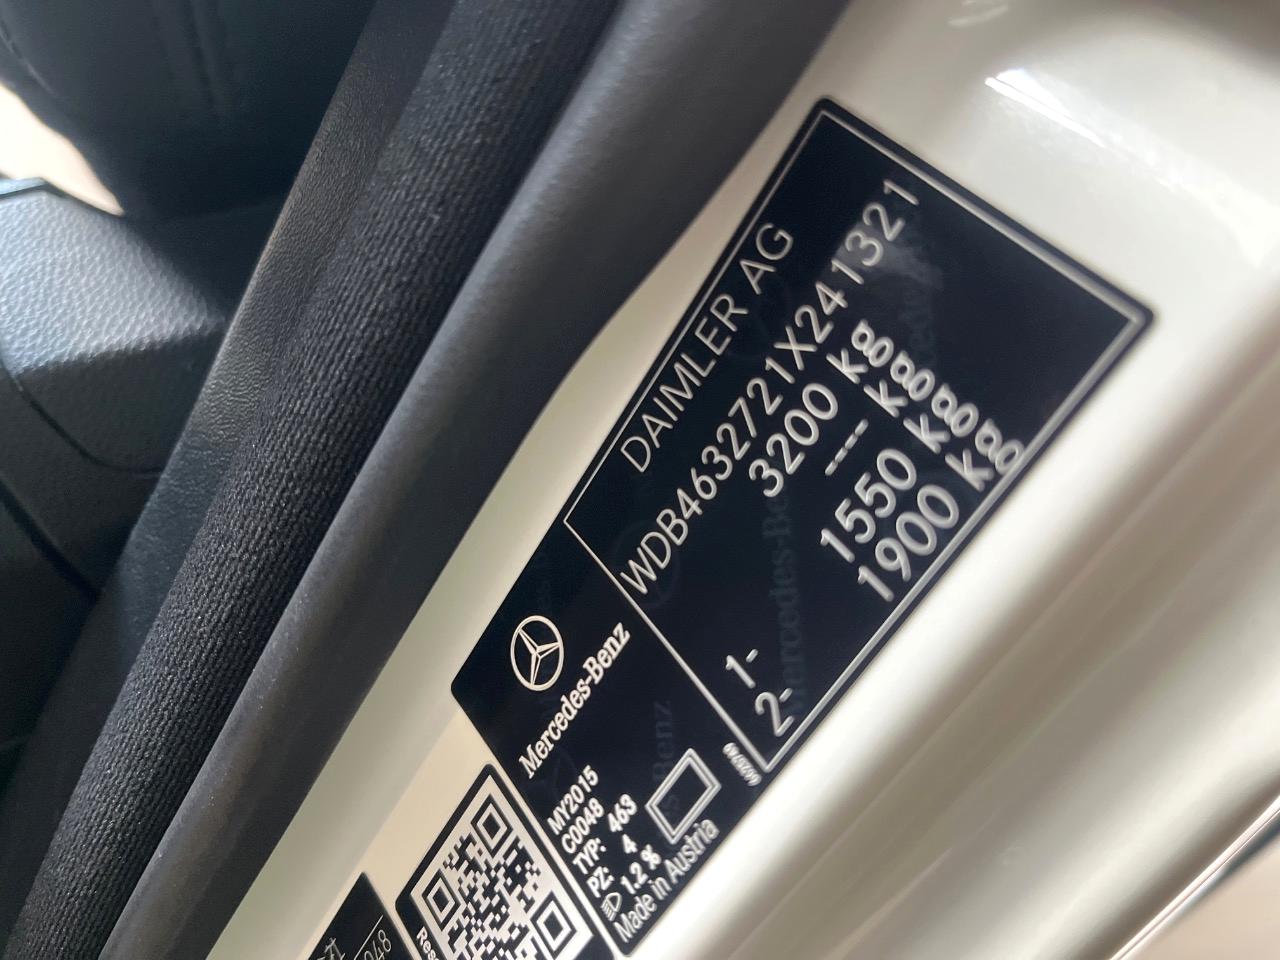 DAIMLER AG
WDB4632721X241321
3200 kg
--- kg
1- 1550 kg
2- 1900 kg
Mercedes-Benz
MY2015
C0048
TYP: 463
PZ: 4
1.2 %
Made in Austria